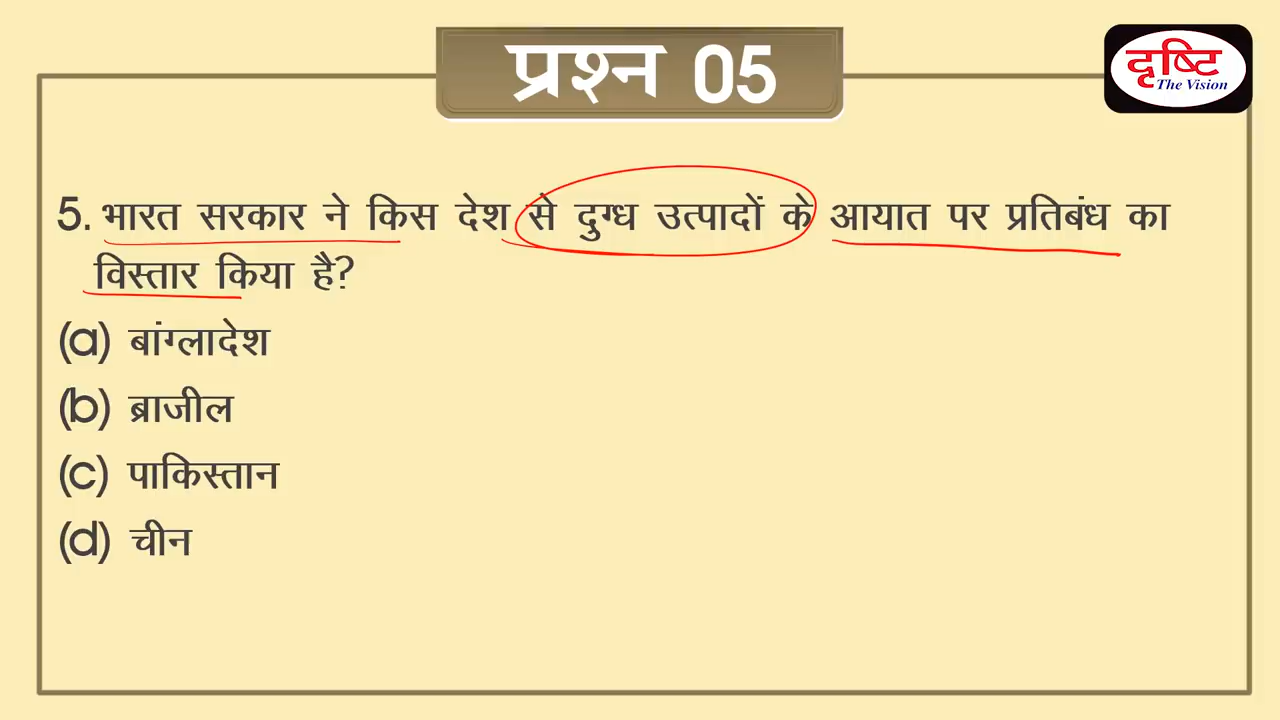 प्रश्न 05
दृष्टि
The Vision
5. भारत सरकार ने किस देश से दुग्ध उत्पादों के आयात पर प्रतिबंध का
विस्तार किया है?
(a) बांग्लादेश
(b) ब्राजील
(c) पाकिस्तान
(d) चीन